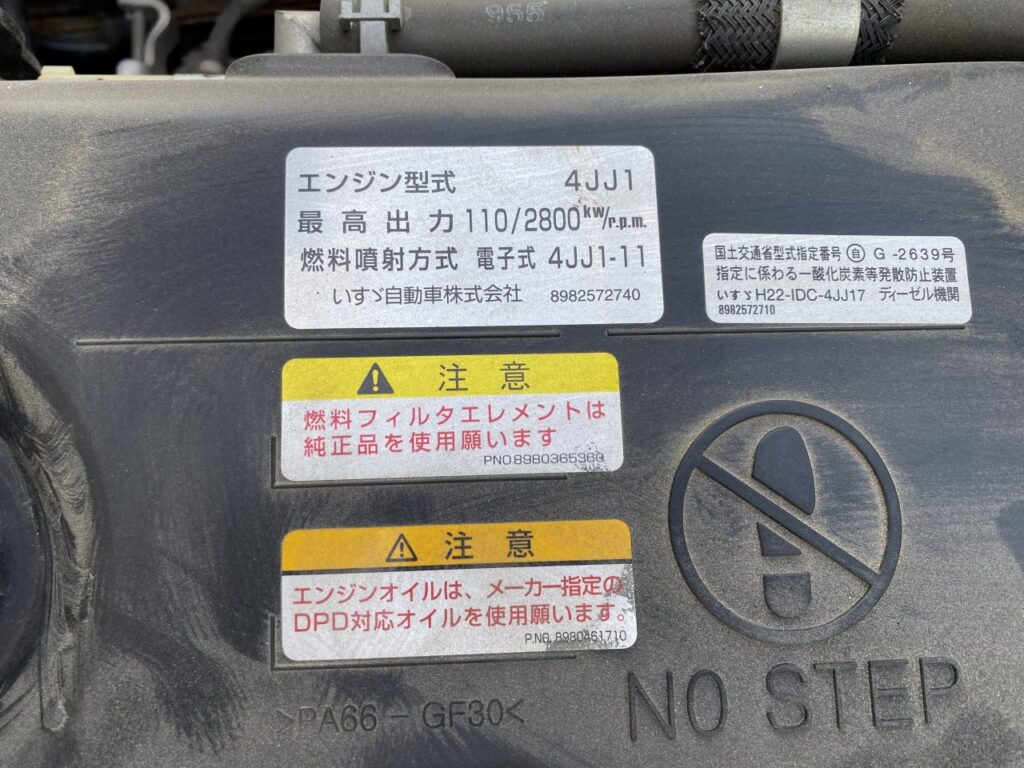 955
エンジン型式 4JJ1
最高出力 110/2800kw/r.p.m.
燃料噴射方式 電子式 4JJ1-11
いすゞ自動車株式会社 8982572740
国土交通省型式指定番号 自 G -2639号
指定に係わる一酸化炭素等発散防止装置
いすゞH22-IDC-4JJ17 ディーゼル機関
8982572710
注意
燃料フィルタエレメントは
純正品を使用願います
PNO8980365360
注意
エンジンオイルは、メーカー指定の
DPD対応オイルを使用願います。
P.NO. 8980461710
NO STEP
>PA66-GF30<